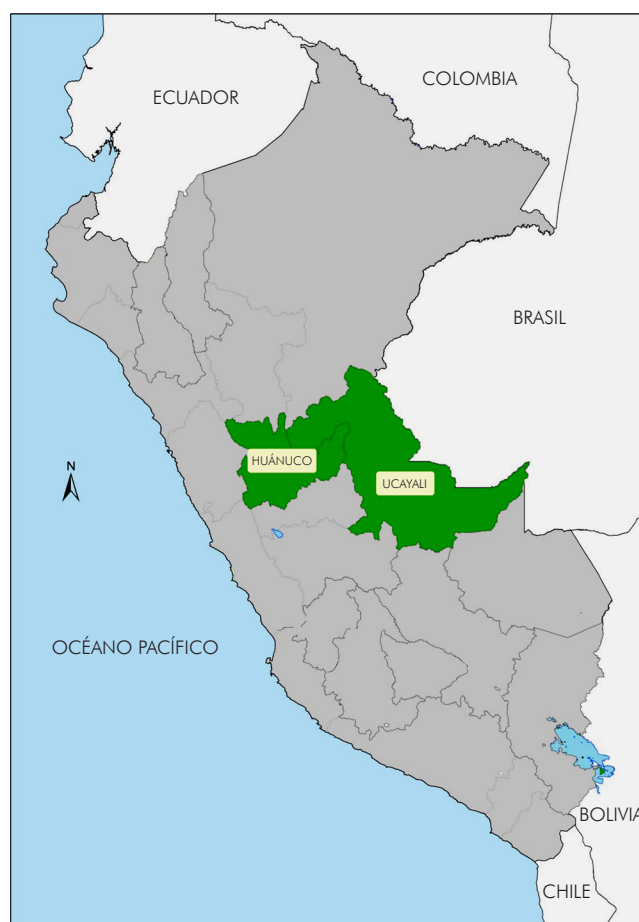 COLOMBIA
ECUADOR
BRASIL
HUÁNUCO
N
UCAYALI
OCÉANO PACÍFICO
BOLIVIA
CHILE